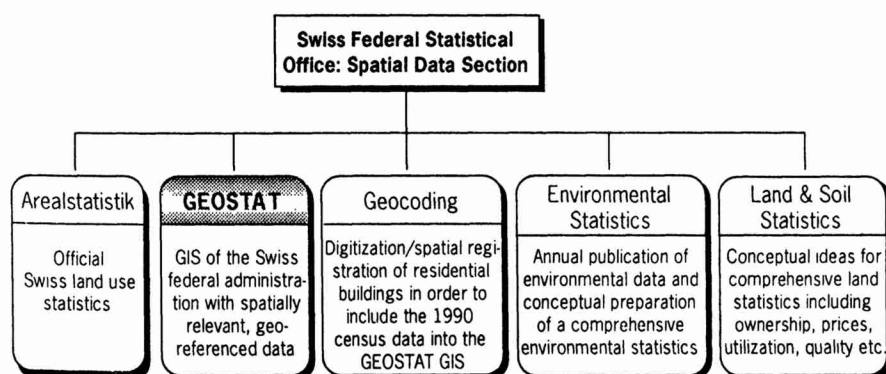 Swiss Federal Statistical
Office: Spatial Data Section
Arealstatistik
Official
Swiss land use
statistics
GEOSTAT
GIS of the Swiss
federal administra-
tion with spatially
relevant, geo-
referenced data
Geocoding
Digitization/spatial regi-
stration of residential
buildings in order to
include the 1990
census data into the
GEOSTAT GIS
Environmental
Statistics
Annual publication of
environmental data and
conceptual preparation
of a comprehensive
environmental statistics
Land & Soil
Statistics
Conceptual ideas for
comprehensive land
statistics including
ownership, prices,
utilization, quality etc.